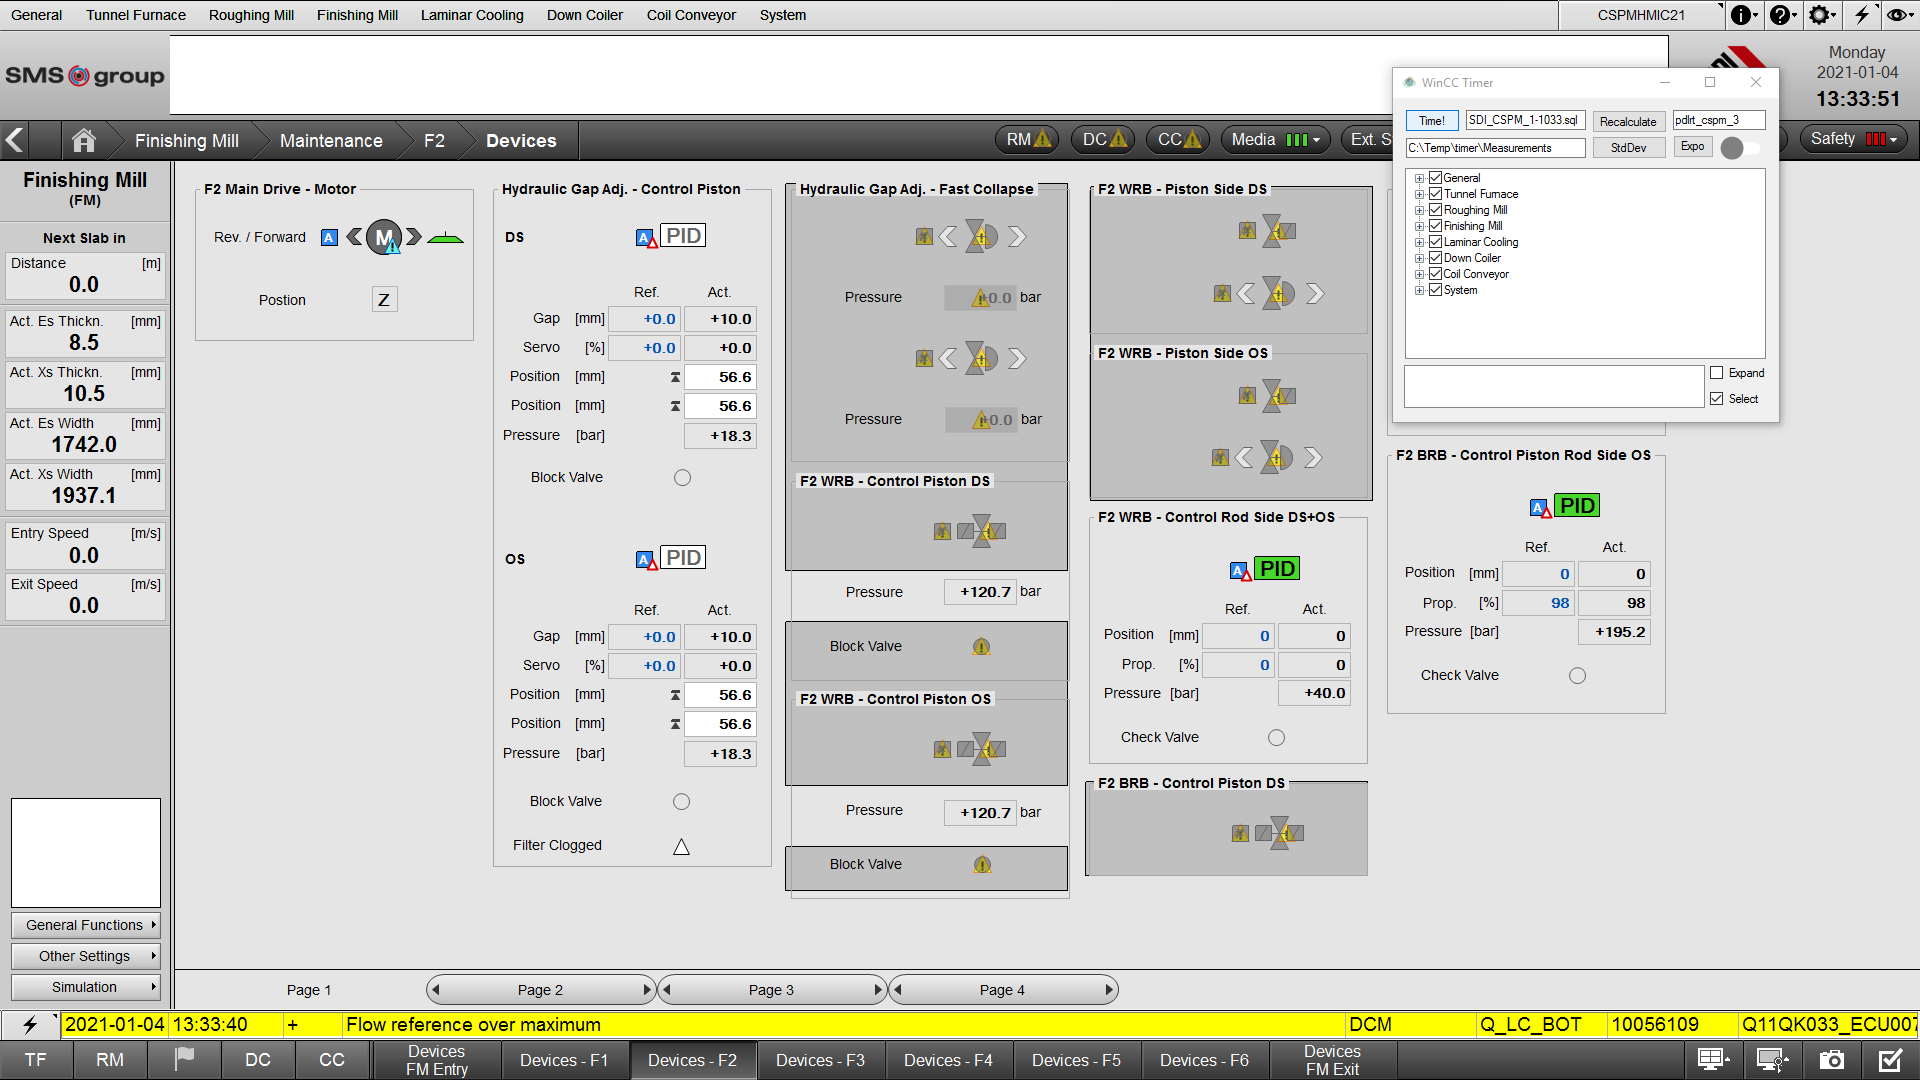 General Tunnel Furnace Roughing Mill Finishing Mill Laminar Cooling Down Coiler Coil Conveyor System CSPMHMIC21
SMS group
Monday
2021-01-04
13:33:51
Finishing Mill Maintenance F2 Devices RM DC CC Media Ext. S Safety
WinCC Timer
Time! SDI_CSPM_1-1033.sql Recalculate pdlrt_cspm_3
C:\Temp\timer\Measurements StdDev Expo
General
Tunnel Furnace
Roughing Mill
Finishing Mill
Laminar Cooling
Down Coiler
Coil Conveyor
System
Expand
Select
Finishing Mill
(FM)
Next Slab in
Distance [m]
0.0
Act. Es Thickn. [mm]
8.5
Act. Xs Thickn. [mm]
10.5
Act. Es Width [mm]
1742.0
Act. Xs Width [mm]
1937.1
Entry Speed [m/s]
0.0
Exit Speed [m/s]
0.0
General Functions
Other Settings
Simulation
F2 Main Drive - Motor
Rev. / Forward A M
Postion Z
Hydraulic Gap Adj. - Control Piston
DS A PID
Ref. Act.
Gap [mm] +0.0 +10.0
Servo [%] +0.0 +0.0
Position [mm] 56.6
Position [mm] 56.6
Pressure [bar] +18.3
Block Valve
OS A PID
Ref. Act.
Gap [mm] +0.0 +10.0
Servo [%] +0.0 +0.0
Position [mm] 56.6
Position [mm] 56.6
Pressure [bar] +18.3
Block Valve
Filter Clogged
Hydraulic Gap Adj. - Fast Collapse
Pressure +0.0 bar
Pressure +0.0 bar
F2 WRB - Control Piston DS
Pressure +120.7 bar
Block Valve
F2 WRB - Control Piston OS
Pressure +120.7 bar
Block Valve
F2 WRB - Piston Side DS
F2 WRB - Piston Side OS
F2 WRB - Control Rod Side DS+OS
A PID
Ref. Act.
Position [mm] 0 0
Prop. [%] 0 0
Pressure [bar] +40.0
Check Valve
F2 BRB - Control Piston DS
F2 BRB - Control Piston Rod Side OS
A PID
Ref. Act.
Position [mm] 0 0
Prop. [%] 98 98
Pressure [bar] +195.2
Check Valve
Page 1 Page 2 Page 3 Page 4
2021-01-04 13:33:40 + Flow reference over maximum DCM Q_LC_BOT 10056109 Q11QK033_ECU007
TF RM DC CC Devices FM Entry Devices - F1 Devices - F2 Devices - F3 Devices - F4 Devices - F5 Devices - F6 Devices FM Exit